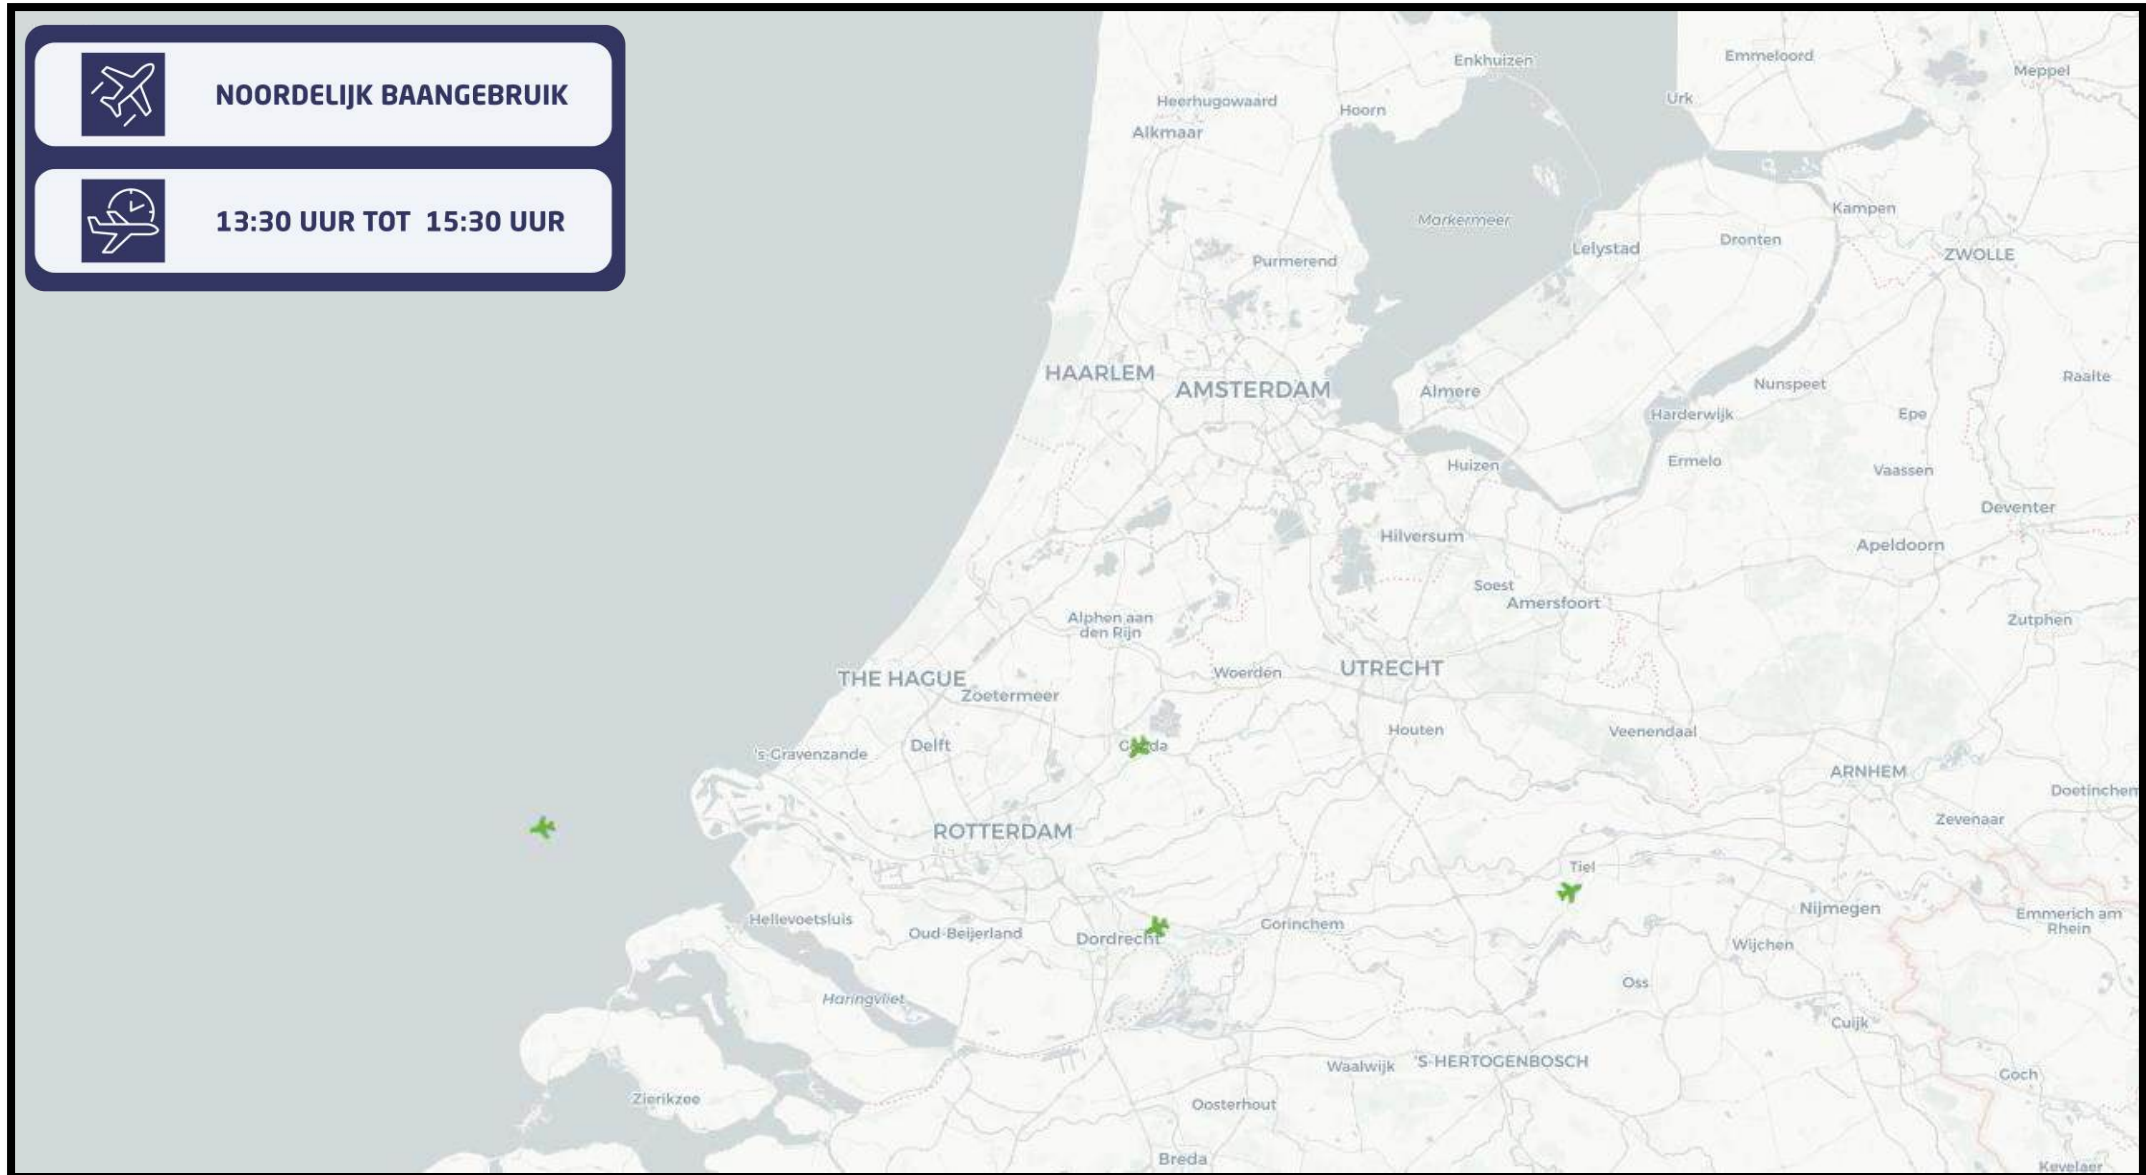 NOORDELIJK BAANGEBRUIK
13:30 UUR TOT 15:30 UUR
Enkhuizen
Emmeloord
Meppel
Heerhugowaard
Hoorn
Urk
Alkmaar
Markermeer
Kampen
Lelystad
Dronten
ZWOLLE
Purmerend
HAARLEM
AMSTERDAM
Almere
Nunspeet
Raalte
Harderwijk
Epe
Huizen
Ermelo
Vaassen
Deventer
Hilversum
Apeldoorn
Soest
Amersfoort
Alphen aan
den Rijn
Zutphen
THE HAGUE
Zoetermeer
Woerden
UTRECHT
's-Gravenzande
Delft
Houten
Veenendaal
ARNHEM
Doetinchem
ROTTERDAM
Zevenaar
Tiel
Hellevoetsluis
Oud-Beijerland
Dordrecht
Gorinchem
Nijmegen
Emmerich am
Rhein
Wijchen
Haringvliet
Oss
Cuijk
Waalwijk
'S-HERTOGENBOSCH
Goch
Zierikzee
Oosterhout
Breda
Kevelaer